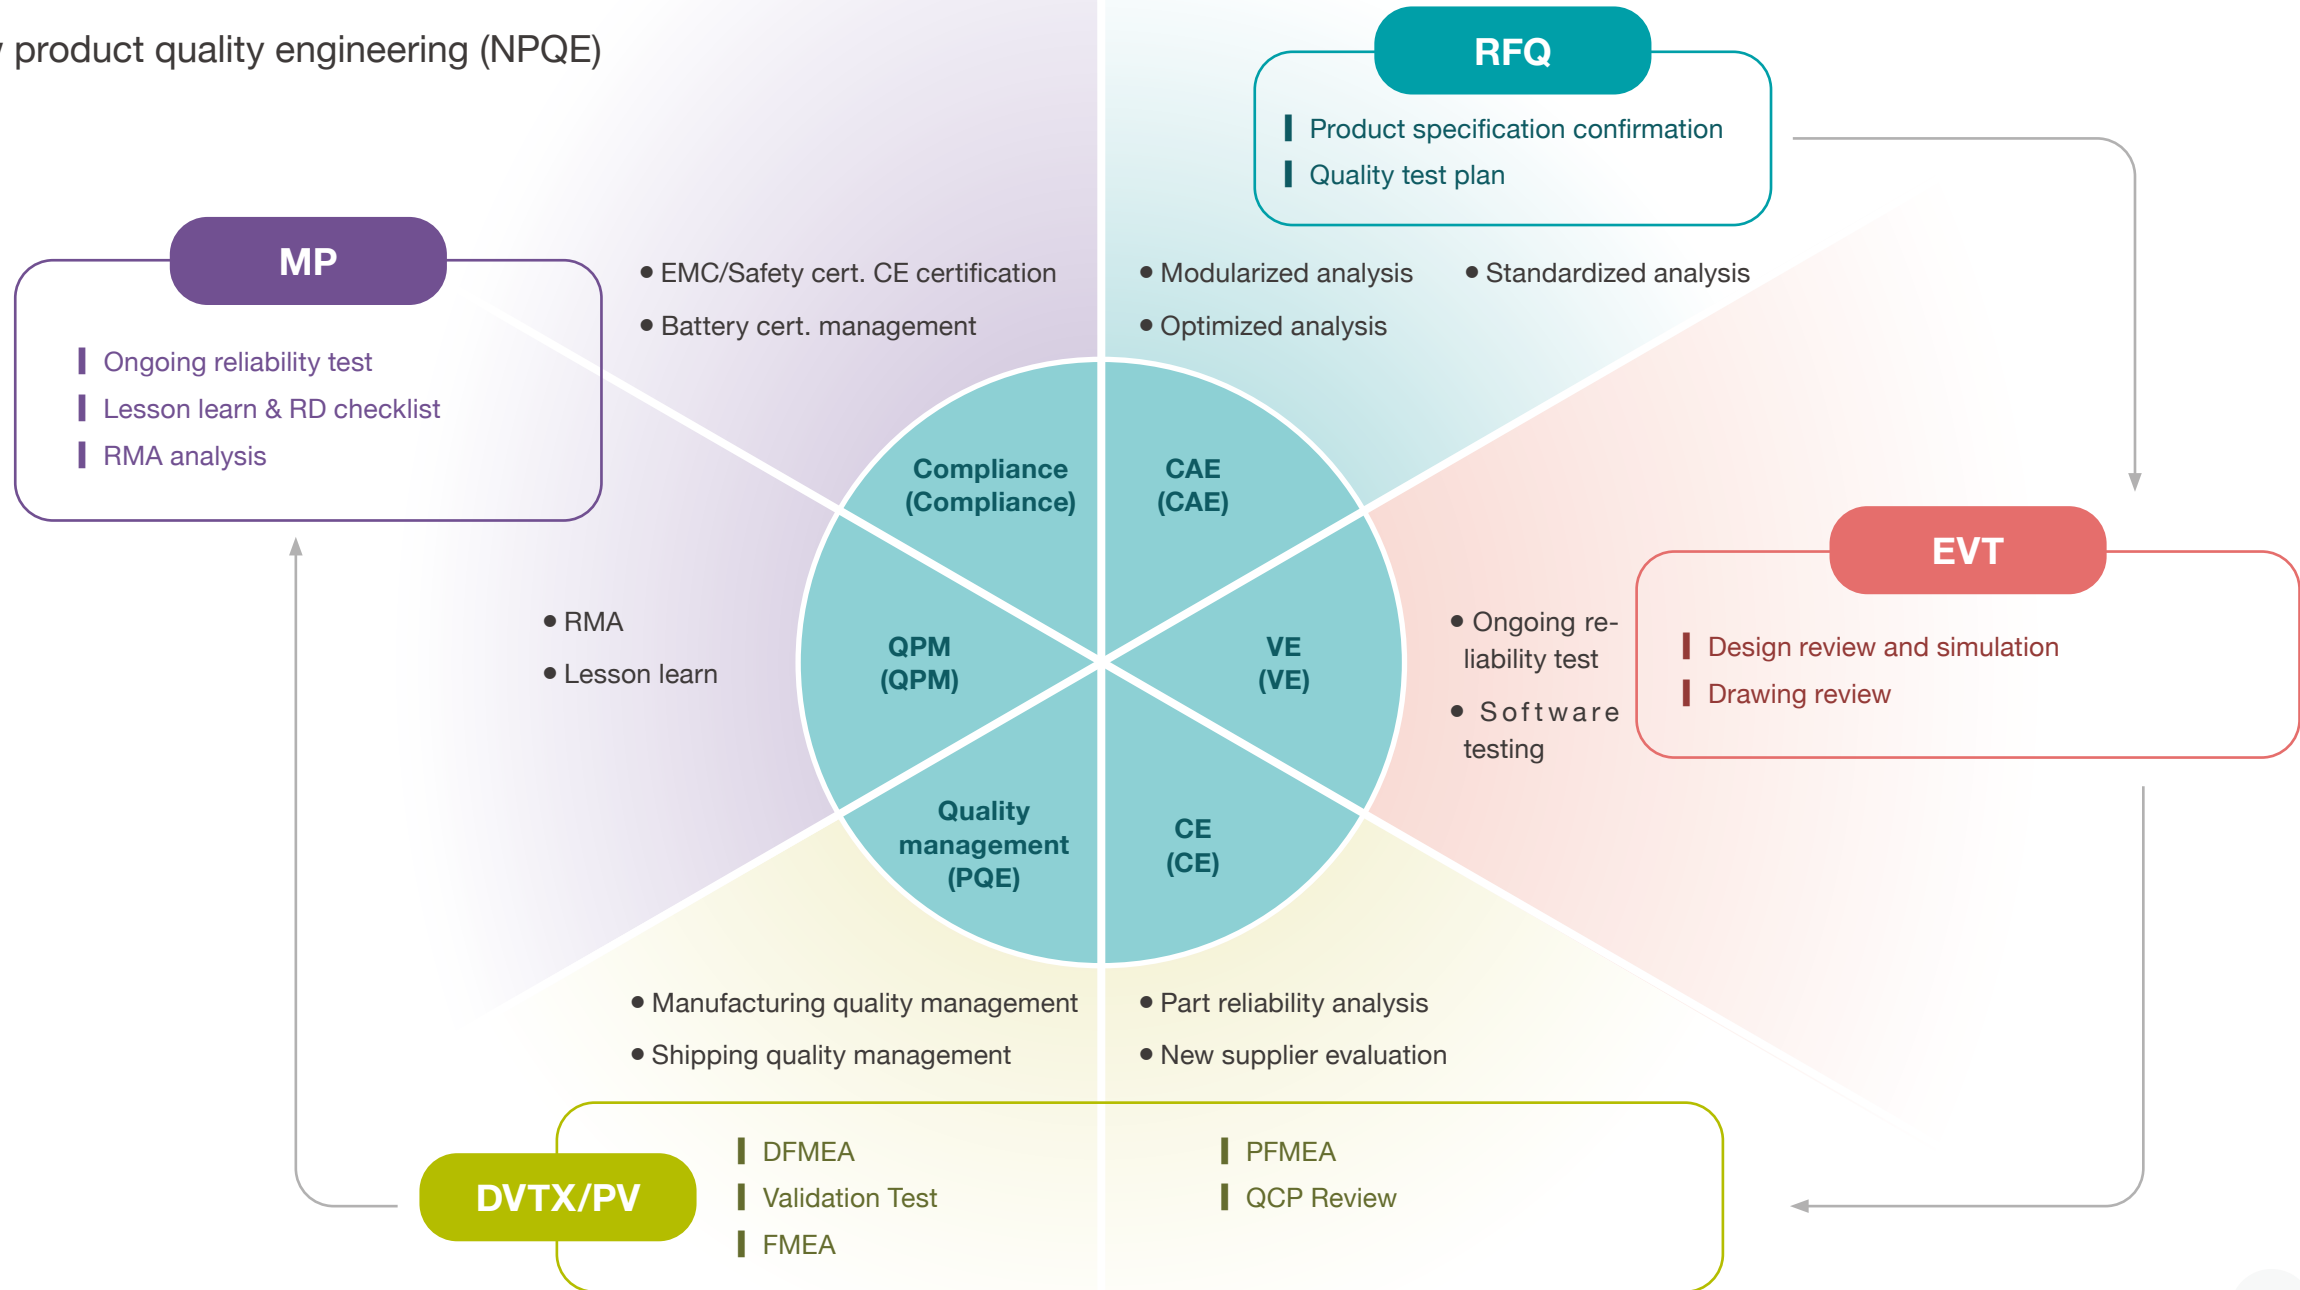 product quality engineering (NPQE)
RFQ
Product specification confirmation
Quality test plan
MP
Ongoing reliability test
Lesson learn & RD checklist
RMA analysis
• EMC/Safety cert. CE certification
• Battery cert. management
• Modularized analysis
• Standardized analysis
• Optimized analysis
Compliance
(Compliance)
CAE
(CAE)
EVT
Design review and simulation
Drawing review
• RMA
• Lesson learn
QPM
(QPM)
VE
(VE)
• Ongoing re-
liability test
• Software
testing
Quality
management
(PQE)
CE
(CE)
• Manufacturing quality management
• Shipping quality management
• Part reliability analysis
• New supplier evaluation
DVTX/PV
DFMEA
Validation Test
FMEA
PFMEA
QCP Review